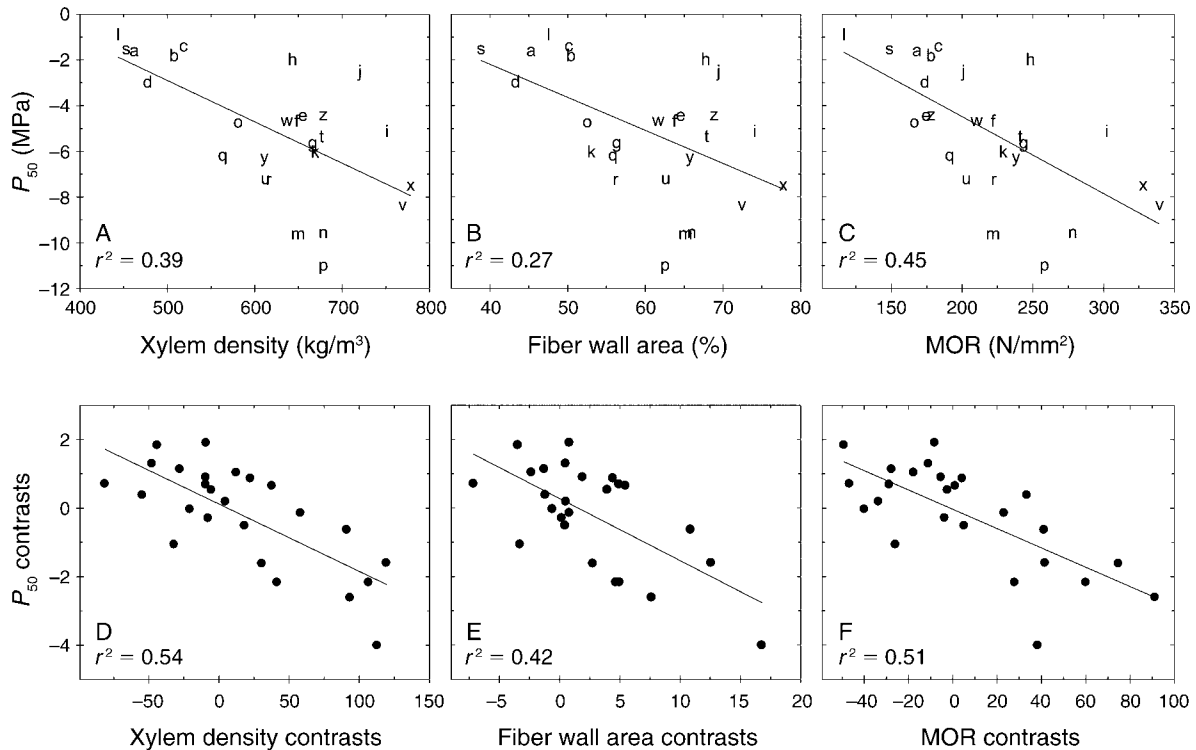 0
−2
−4
−6
−8
−10
−12
P50 (MPa)
l
s a
b c
d
h
j
o
w f e z
t
i
q
y
g
k
u r
x
v
m n
p
A
r² = 0.39
400 500 600 700 800
Xylem density (kg/m³)
l
s
a
c
b
d
h
j
o
w f e
z
t
i
g
k q
y
r
u
x
v
m n
p
B
r² = 0.27
40 50 60 70 80
Fiber wall area (%)
l
s
a c
b
d
h
j
o e z
w f
t
i
q
g
k y
u r
x
v
m
n
p
C
r² = 0.45
100 150 200 250 300 350
MOR (N/mm²)
2
0
−2
−4
P50 contrasts
D
r² = 0.54
−50 0 50 100 150
Xylem density contrasts
E
r² = 0.42
−5 0 5 10 15 20
Fiber wall area contrasts
F
r² = 0.51
−40 −20 0 20 40 60 80 100
MOR contrasts